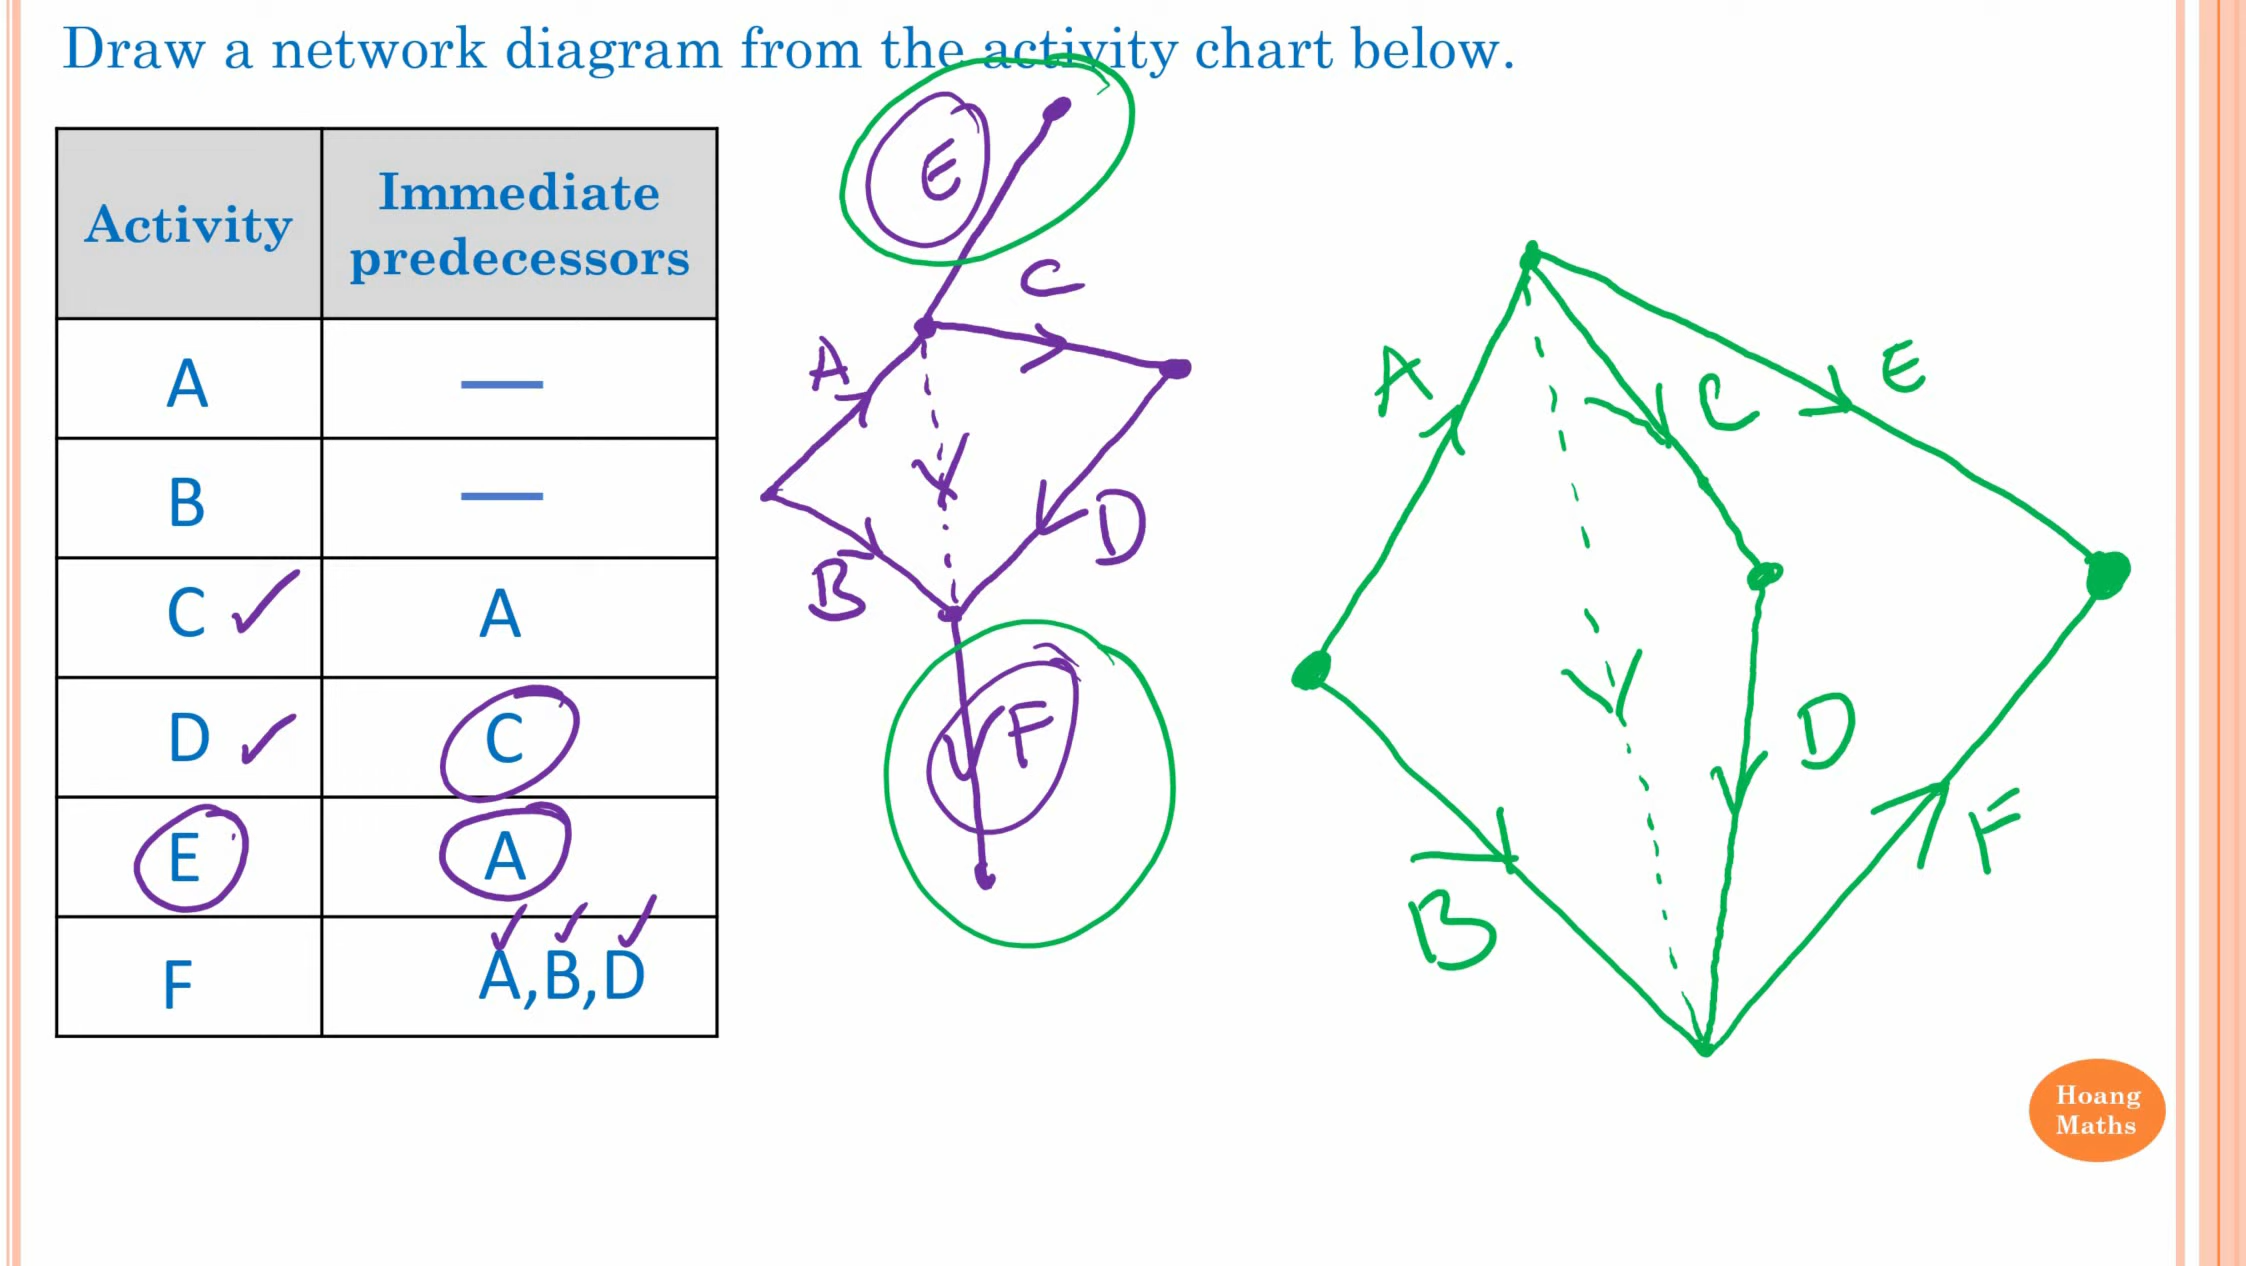 Draw a network diagram from the activity chart below.
Activity
Immediate
predecessors
A —
B —
C ✓ A
D ✓ C
E A
F A,B,D
E
C
A
D
B
F
A
C
E
D
B
F
Hoang
Maths